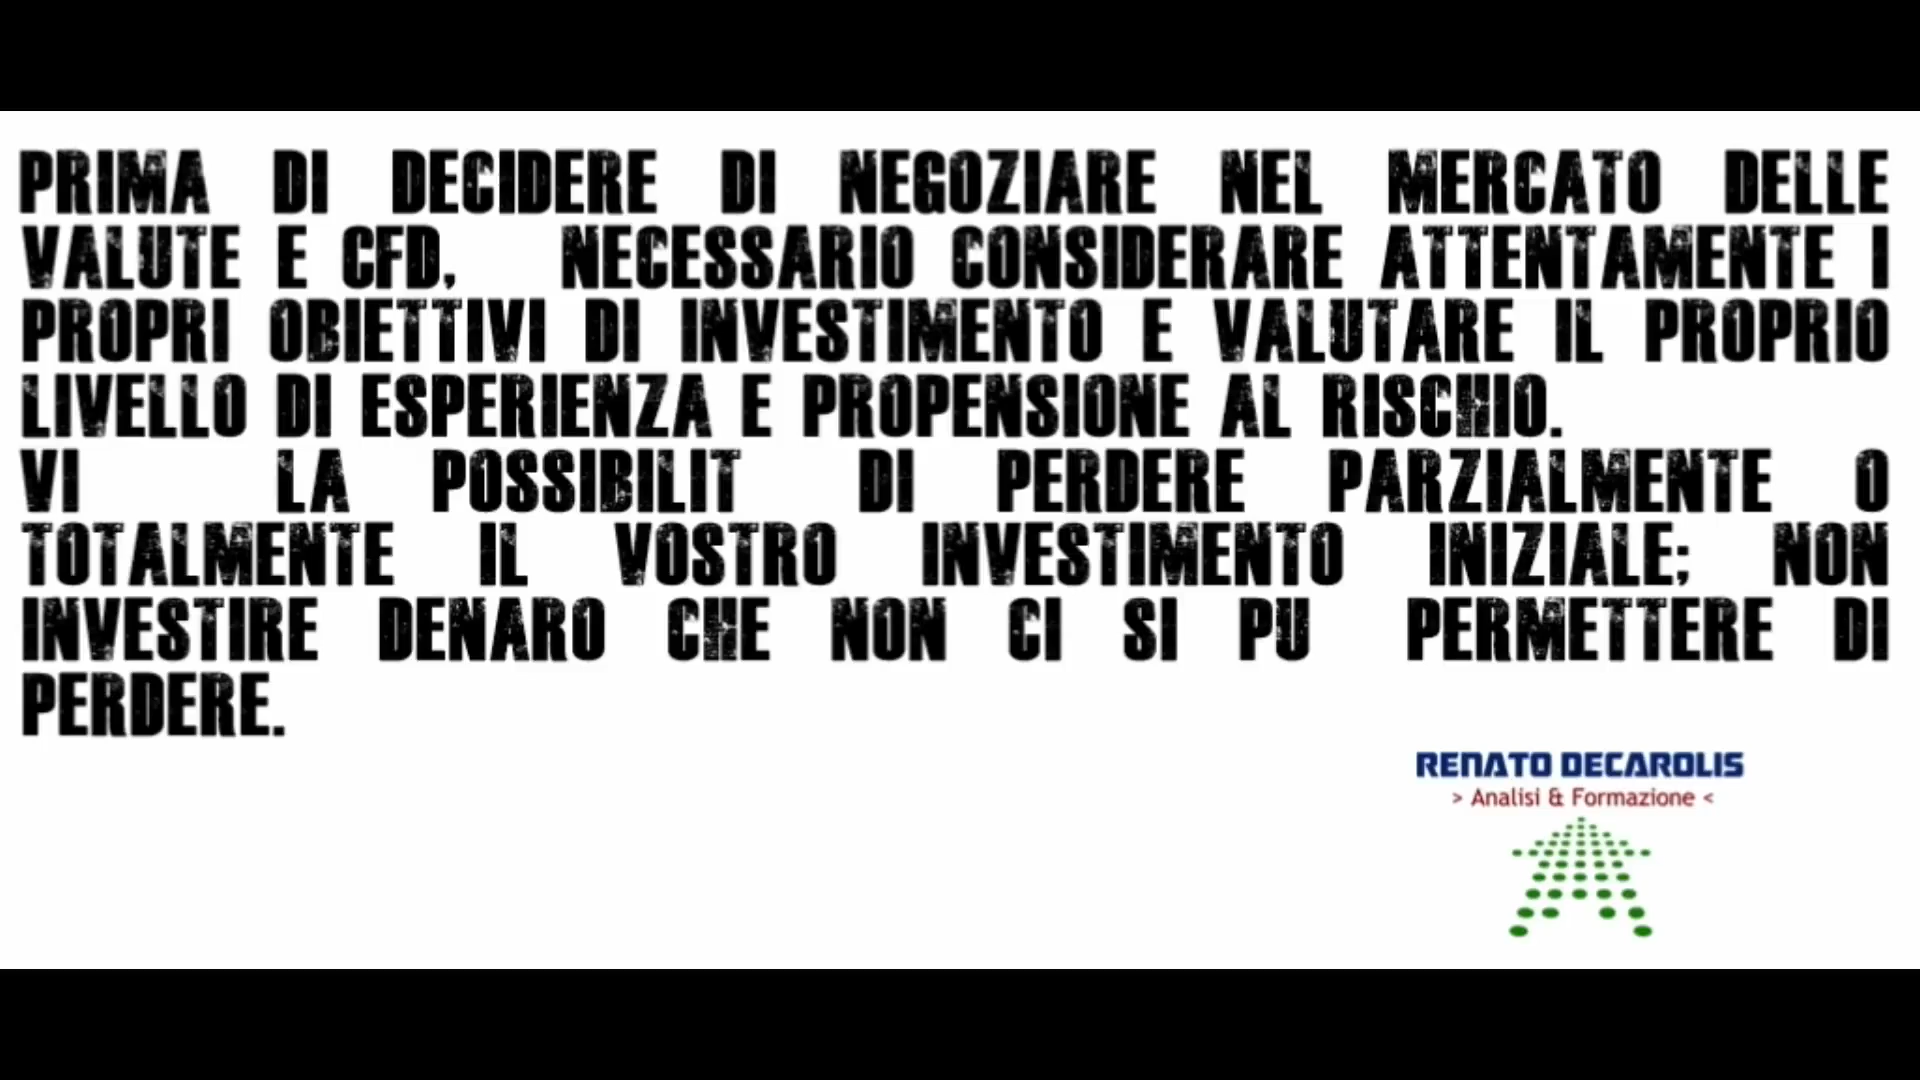 PRIMA DI DECIDERE DI NEGOZIARE NEL MERCATO DELLE
VALUTE E CFD, NECESSARIO CONSIDERARE ATTENTAMENTE I
PROPRI OBIETTIVI DI INVESTIMENTO E VALUTARE IL PROPRIO
LIVELLO DI ESPERIENZA E PROPENSIONE AL RISCHIO.
VI LA POSSIBILIT DI PERDERE PARZIALMENTE O
TOTALMENTE IL VOSTRO INVESTIMENTO INIZIALE; NON
INVESTIRE DENARO CHE NON CI SI PU PERMETTERE DI
PERDERE.
RENATO DECAROLIS
> Analisi & Formazione <